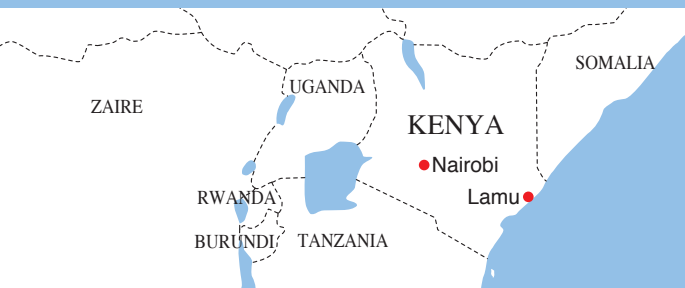 SOMALIA
UGANDA
ZAIRE
KENYA
Nairobi
Lamu
RWANDA
BURUNDI
TANZANIA